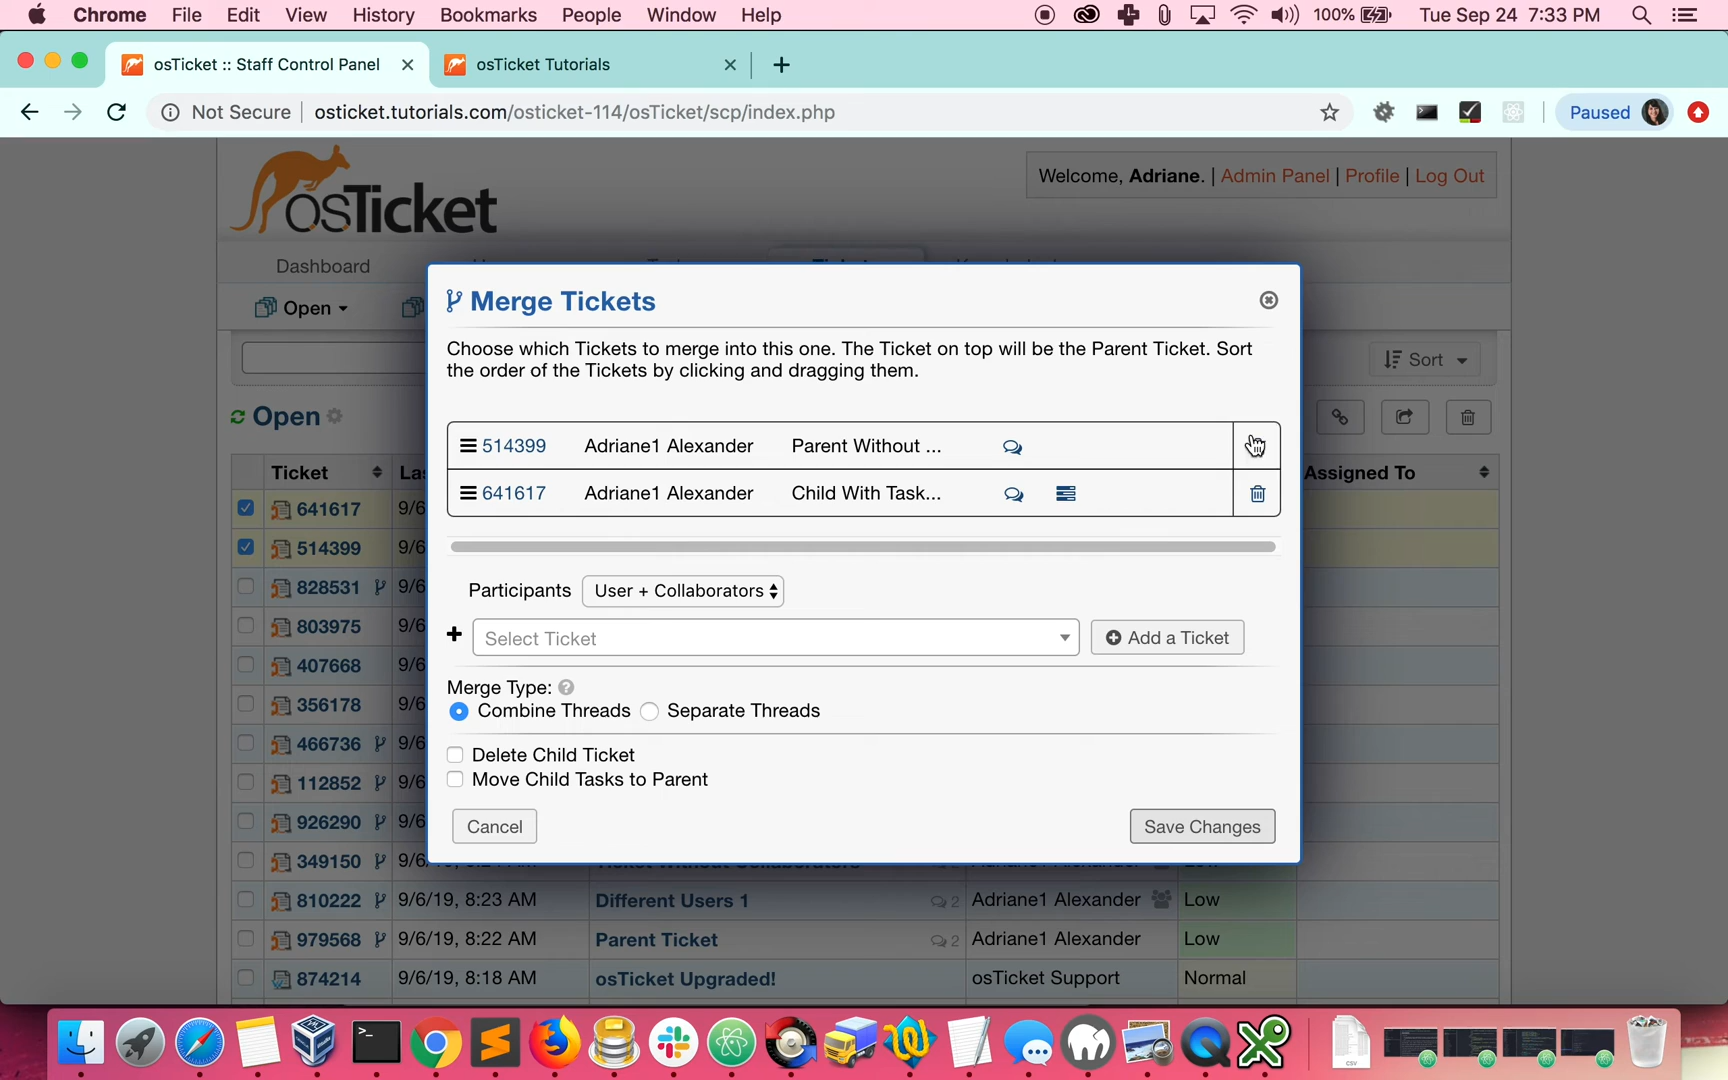 Chrome File Edit View History Bookmarks People Window Help 100% Tue Sep 24 7:33 PM
osTicket :: Staff Control Panel osTicket Tutorials
Not Secure osticket.tutorials.com/osticket-114/osTicket/scp/index.php Paused
osTicket
Welcome, Adriane. | Admin Panel | Profile | Log Out
Dashboard
Open
Merge Tickets
Choose which Tickets to merge into this one. The Ticket on top will be the Parent Ticket. Sort
the order of the Tickets by clicking and dragging them.
Sort
Open
514399 Adriane1 Alexander Parent Without ...
641617 Adriane1 Alexander Child With Task...
Participants User + Collaborators
Select Ticket Add a Ticket
Merge Type:
Combine Threads Separate Threads
Delete Child Ticket
Move Child Tasks to Parent
Cancel Save Changes
Ticket Assigned To
641617
514399
828531
803975
407668
356178
466736
112852
926290
349150
810222 9/6/19, 8:23 AM Different Users 1 2 Adriane1 Alexander Low
979568 9/6/19, 8:22 AM Parent Ticket 2 Adriane1 Alexander Low
874214 9/6/19, 8:18 AM osTicket Upgraded! osTicket Support Normal
CSV